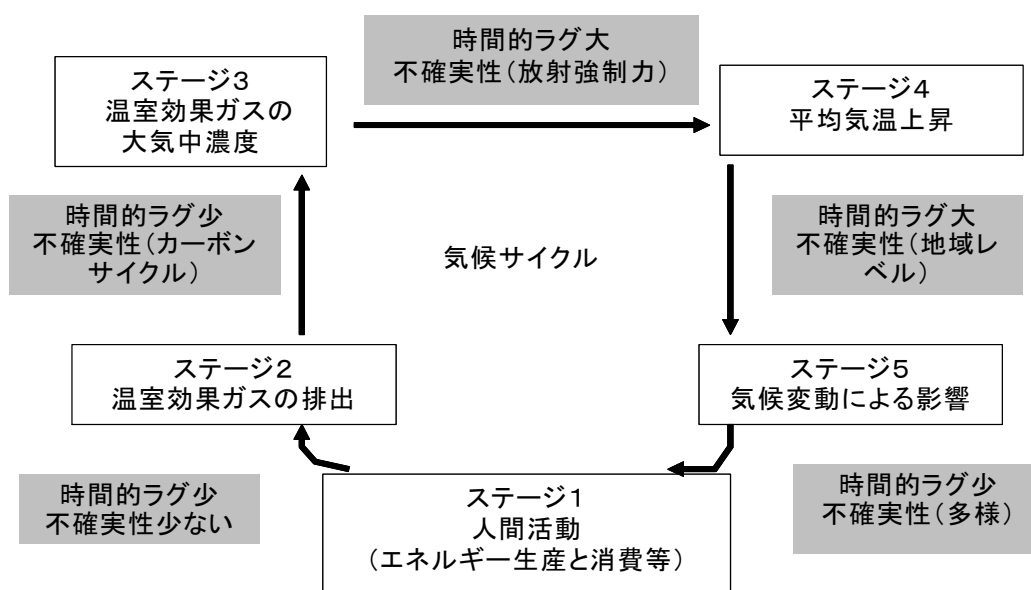 時間的ラグ大
不確実性（放射強制力）
ステージ３
温室効果ガスの
大気中濃度
ステージ４
平均気温上昇
時間的ラグ少
不確実性（カーボン
サイクル）
気候サイクル
時間的ラグ大
不確実性（地域レ
ベル）
ステージ２
温室効果ガスの排出
ステージ５
気候変動による影響
時間的ラグ少
不確実性少ない
ステージ１
人間活動
（エネルギー生産と消費等）
時間的ラグ少
不確実性（多様）